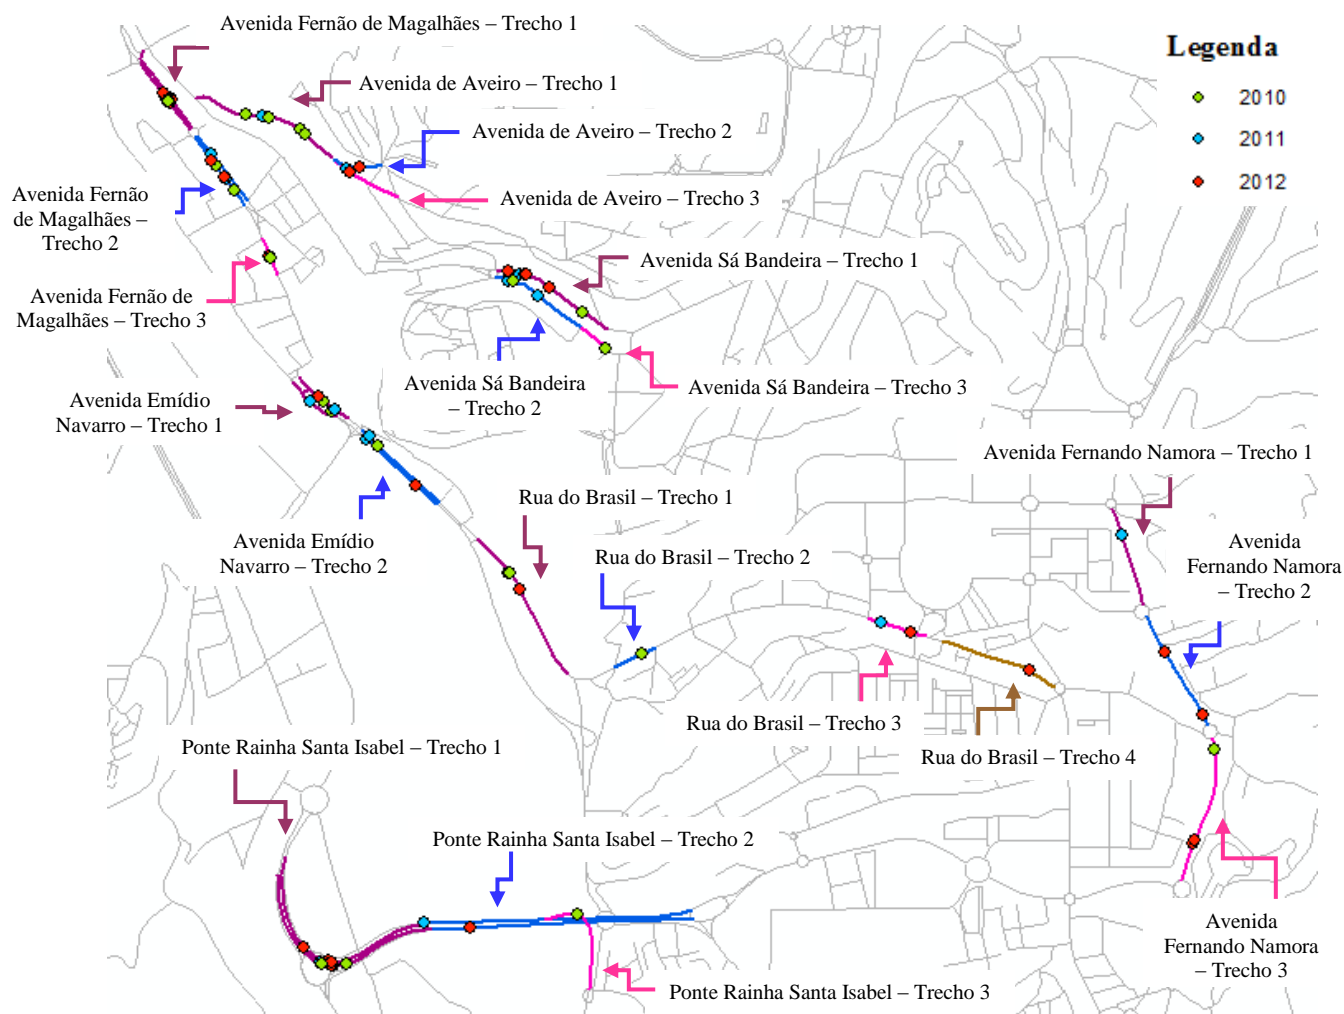 Avenida Fernão de Magalhães – Trecho 1
Legenda
Avenida de Aveiro – Trecho 1
2010
Avenida de Aveiro – Trecho 2
2011
2012
Avenida Fernão
de Magalhães –
Trecho 2
Avenida de Aveiro – Trecho 3
Avenida Sá Bandeira – Trecho 1
Avenida Fernão de
Magalhães – Trecho 3
Avenida Sá Bandeira
– Trecho 2
Avenida Sá Bandeira – Trecho 3
Avenida Emídio
Navarro – Trecho 1
Avenida Fernando Namora – Trecho 1
Rua do Brasil – Trecho 1
Avenida Emídio
Navarro – Trecho 2
Rua do Brasil – Trecho 2
Avenida
Fernando Namora
– Trecho 2
Rua do Brasil – Trecho 3
Ponte Rainha Santa Isabel – Trecho 1
Rua do Brasil – Trecho 4
Ponte Rainha Santa Isabel – Trecho 2
Avenida
Fernando Namora
– Trecho 3
Ponte Rainha Santa Isabel – Trecho 3